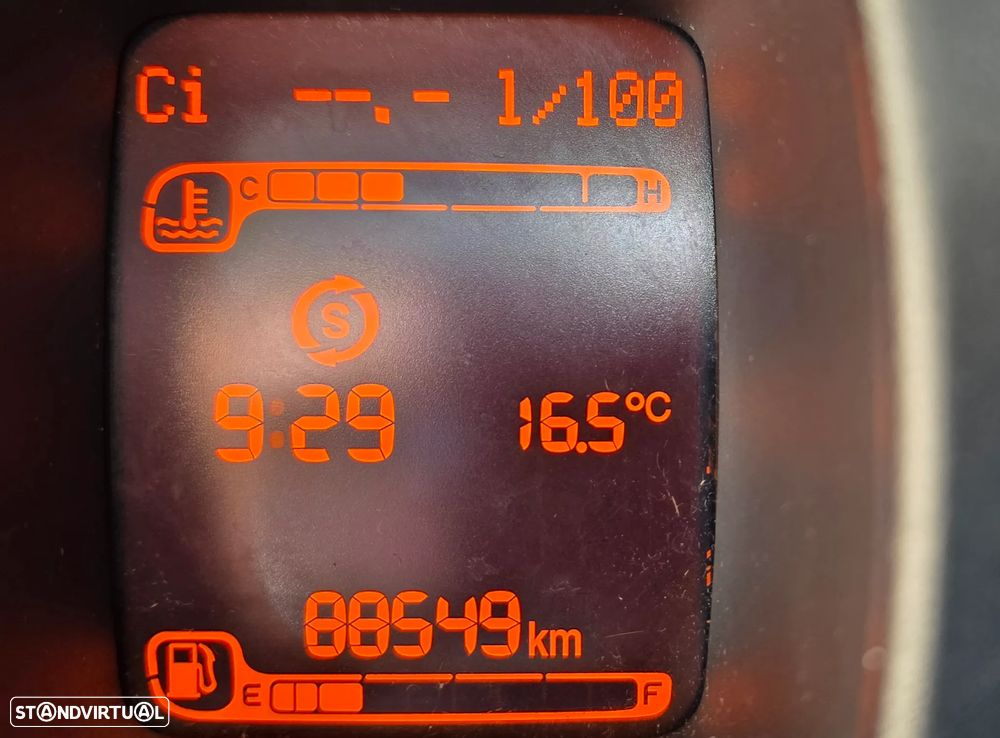 Ci --.- l/100
C H
S
9:29 16.5°C
88549km
E F
STANDVIRTUAL